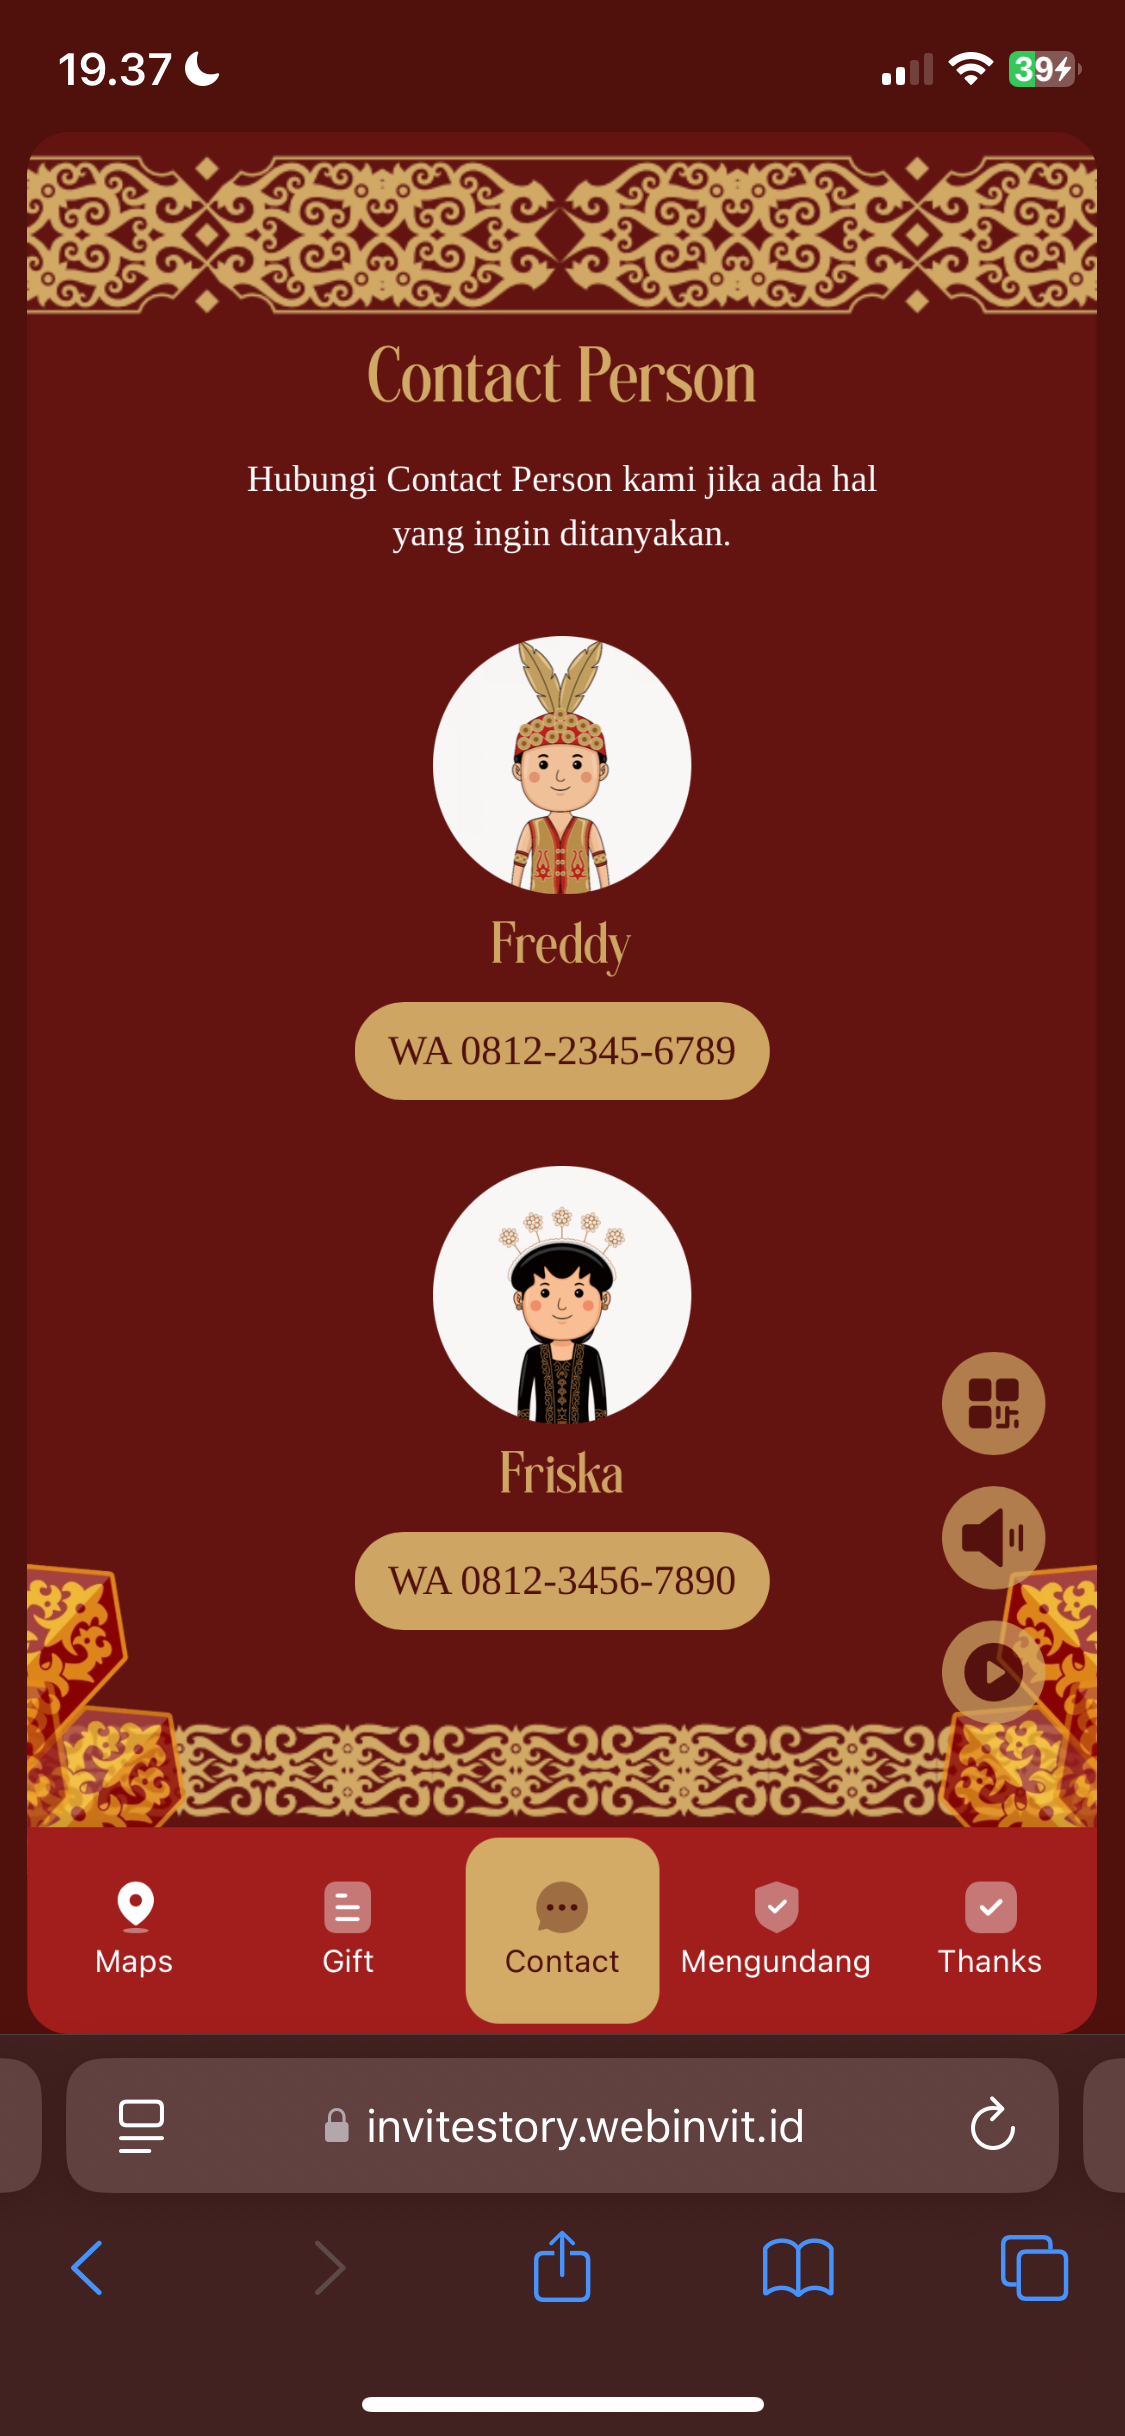 19.37
39
Contact Person
Hubungi Contact Person kami jika ada hal
yang ingin ditanyakan.
Freddy
WA 0812-2345-6789
Friska
WA 0812-3456-7890
Maps
Gift
Contact
Mengundang
Thanks
invitestory.webinvit.id